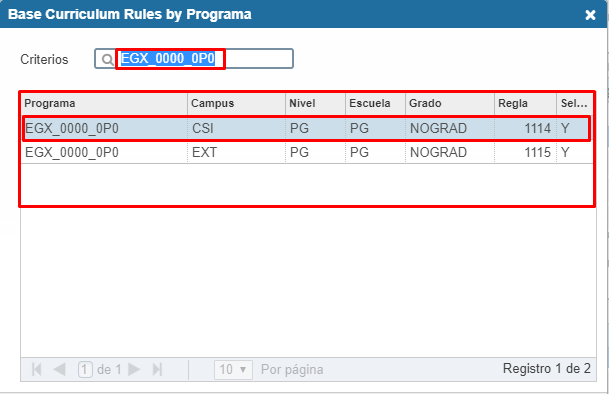 Base Curriculum Rules by Programa
Criterios EGX_0000_0P0
Programa Campus Nivel Escuela Grado Regla Sel...
EGX_0000_0P0 CSI PG PG NOGRAD 1114 Y
EGX_0000_0P0 EXT PG PG NOGRAD 1115 Y
1 de 1 10 Por página Registro 1 de 2